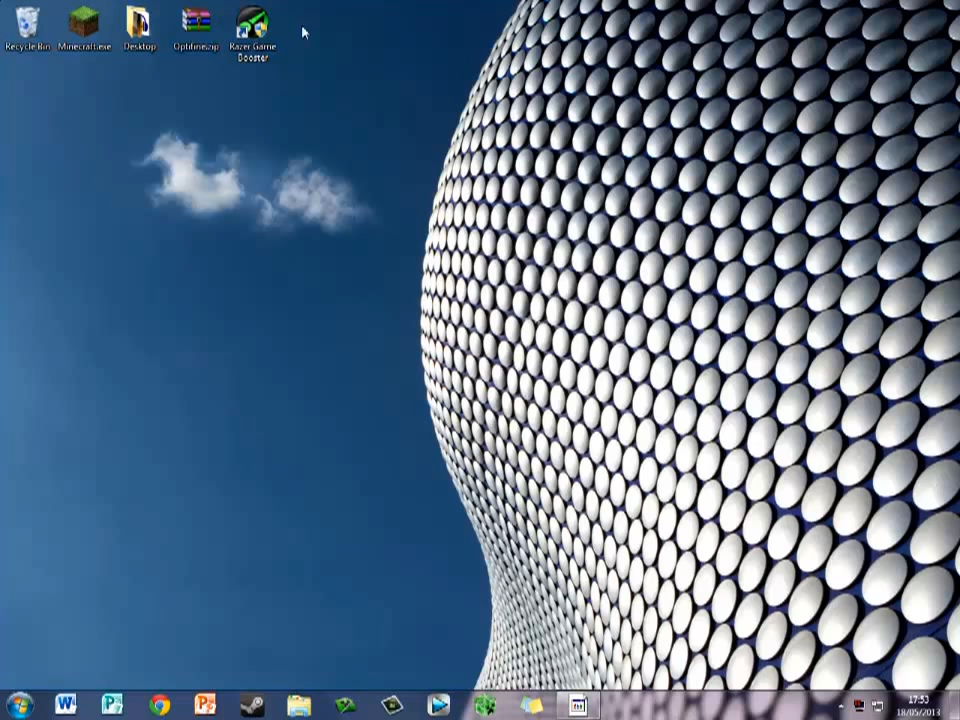 Recycle Bin
Minecraft.exe
Desktop
Optifine.zip
Razer Game
Booster
17:53
18/05/2013